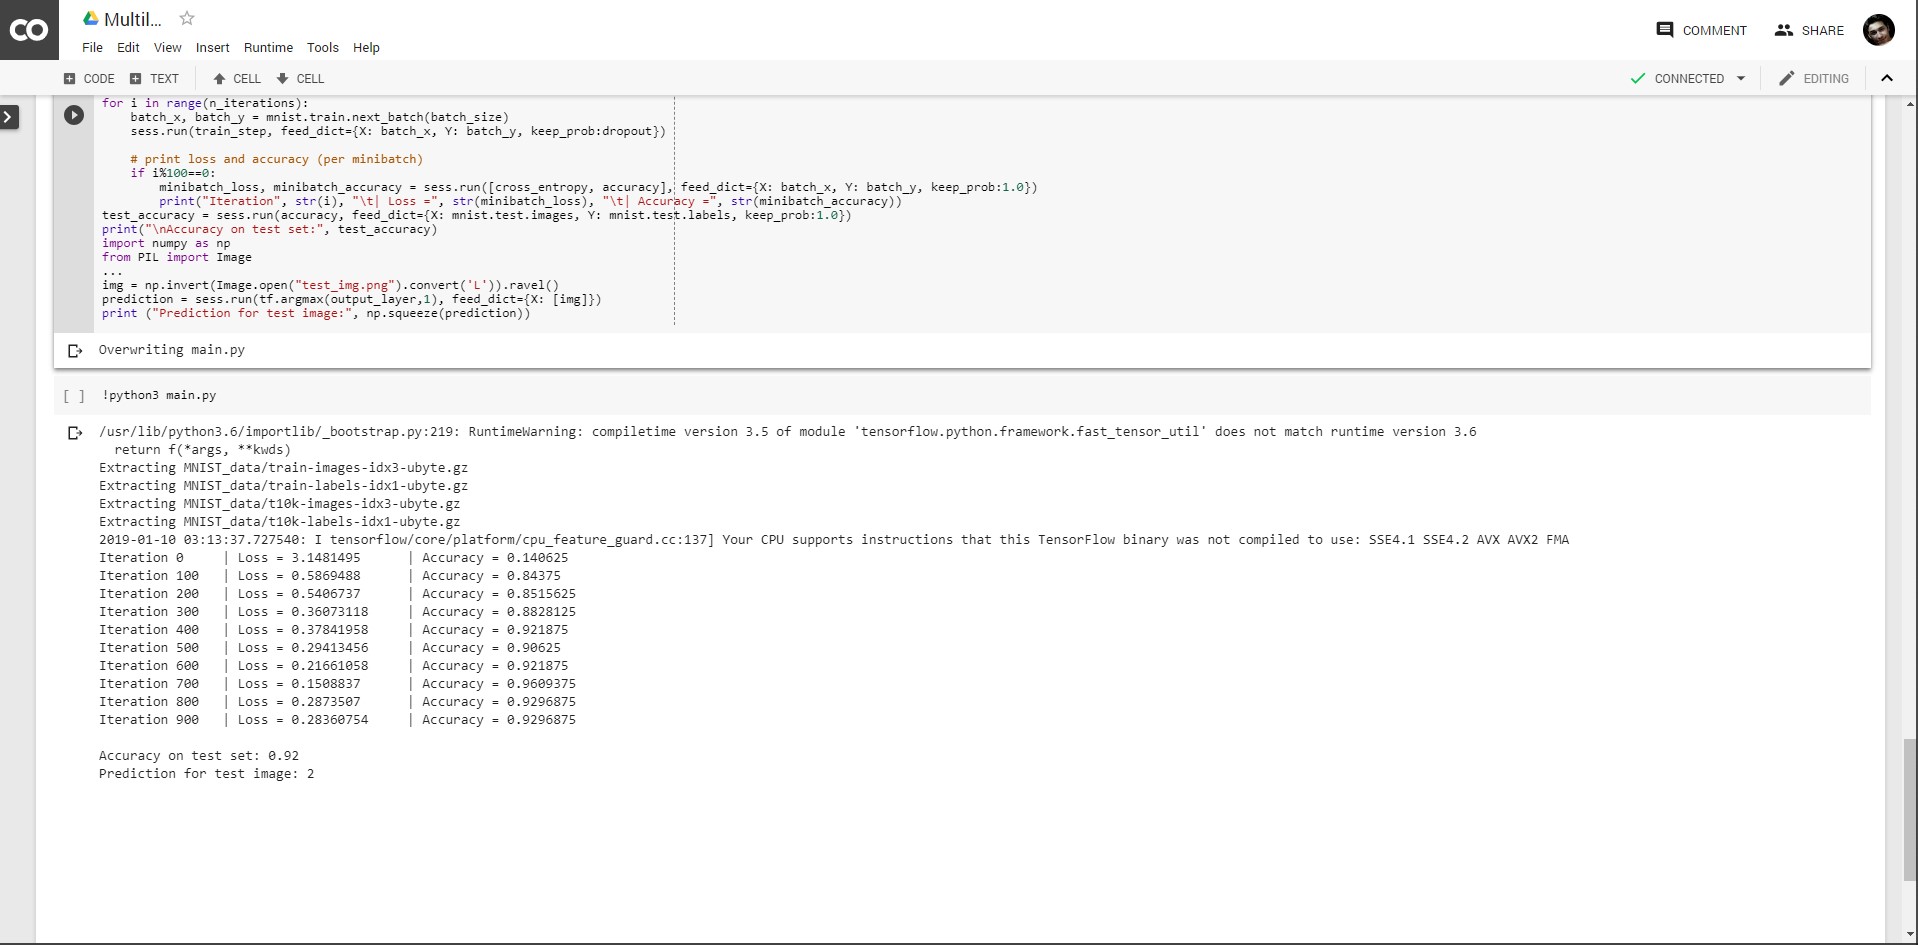 CO Multil...
File Edit View Insert Runtime Tools Help
COMMENT SHARE
CODE TEXT CELL CELL CONNECTED EDITING
for i in range(n_iterations):
    batch_x, batch_y = mnist.train.next_batch(batch_size)
    sess.run(train_step, feed_dict={X: batch_x, Y: batch_y, keep_prob:dropout})
    # print loss and accuracy (per minibatch)
    if i%100==0:
        minibatch_loss, minibatch_accuracy = sess.run([cross_entropy, accuracy], feed_dict={X: batch_x, Y: batch_y, keep_prob:1.0})
        print("Iteration", str(i), "\t| Loss =", str(minibatch_loss), "\t| Accuracy =", str(minibatch_accuracy))
test_accuracy = sess.run(accuracy, feed_dict={X: mnist.test.images, Y: mnist.test.labels, keep_prob:1.0})
print("\nAccuracy on test set:", test_accuracy)
import numpy as np
from PIL import Image
...
img = np.invert(Image.open("test_img.png").convert('L')).ravel()
prediction = sess.run(tf.argmax(output_layer,1), feed_dict={X: [img]})
print ("Prediction for test image:", np.squeeze(prediction))
Overwriting main.py
[ ] !python3 main.py
/usr/lib/python3.6/importlib/_bootstrap.py:219: RuntimeWarning: compiletime version 3.5 of module 'tensorflow.python.framework.fast_tensor_util' does not match runtime version 3.6
  return f(*args, **kwds)
Extracting MNIST_data/train-images-idx3-ubyte.gz
Extracting MNIST_data/train-labels-idx1-ubyte.gz
Extracting MNIST_data/t10k-images-idx3-ubyte.gz
Extracting MNIST_data/t10k-labels-idx1-ubyte.gz
2019-01-10 03:13:37.727540: I tensorflow/core/platform/cpu_feature_guard.cc:137] Your CPU supports instructions that this TensorFlow binary was not compiled to use: SSE4.1 SSE4.2 AVX AVX2 FMA
Iteration 0 | Loss = 3.1481495 | Accuracy = 0.140625
Iteration 100 | Loss = 0.5869488 | Accuracy = 0.84375
Iteration 200 | Loss = 0.5406737 | Accuracy = 0.8515625
Iteration 300 | Loss = 0.36073118 | Accuracy = 0.8828125
Iteration 400 | Loss = 0.37841958 | Accuracy = 0.921875
Iteration 500 | Loss = 0.29413456 | Accuracy = 0.90625
Iteration 600 | Loss = 0.21661058 | Accuracy = 0.921875
Iteration 700 | Loss = 0.1508837 | Accuracy = 0.9609375
Iteration 800 | Loss = 0.2873507 | Accuracy = 0.9296875
Iteration 900 | Loss = 0.28360754 | Accuracy = 0.9296875
Accuracy on test set: 0.92
Prediction for test image: 2